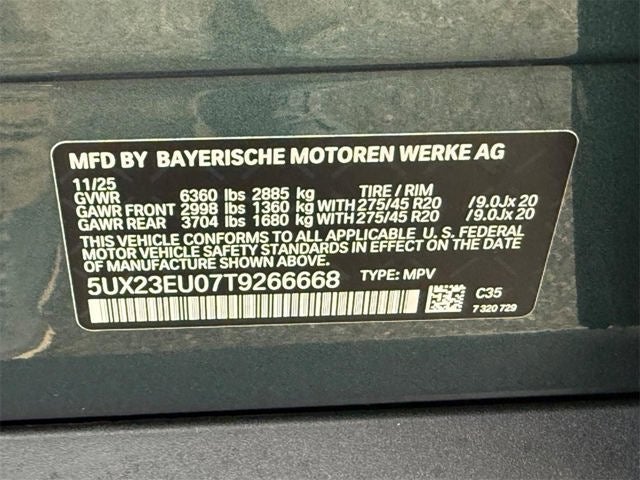 MFD BY BAYERISCHE MOTOREN WERKE AG
11/25
GVWR 6360 lbs 2885 kg TIRE / RIM
GAWR FRONT 2998 lbs 1360 kg WITH 275/45 R20 /9.0Jx 20
GAWR REAR 3704 lbs 1680 kg WITH 275/45 R20 /9.0Jx 20
THIS VEHICLE CONFORMS TO ALL APPLICABLE U. S. FEDERAL
MOTOR VEHICLE SAFETY STANDARDS IN EFFECT ON THE DATE
OF MANUFACTURE SHOWN ABOVE.
5UX23EU07T9266668 TYPE: MPV
C35
7 320 729